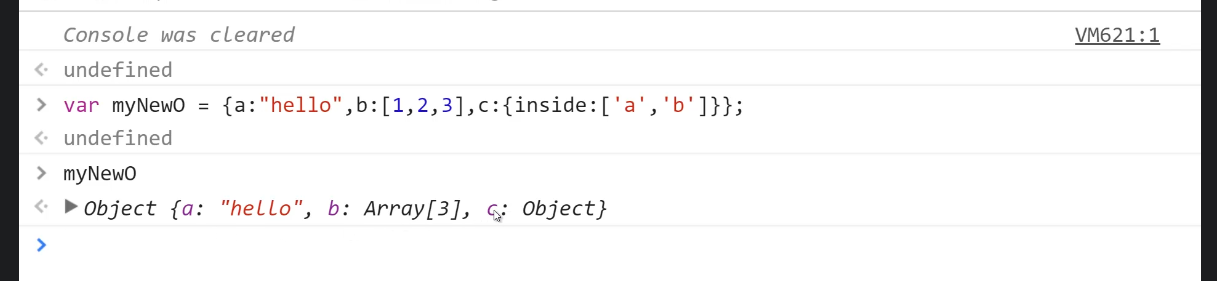 Console was cleared VM621:1
undefined
var myNewO = {a:"hello",b:[1,2,3],c:{inside:['a','b']}};
undefined
myNewO
Object {a: "hello", b: Array[3], c: Object}